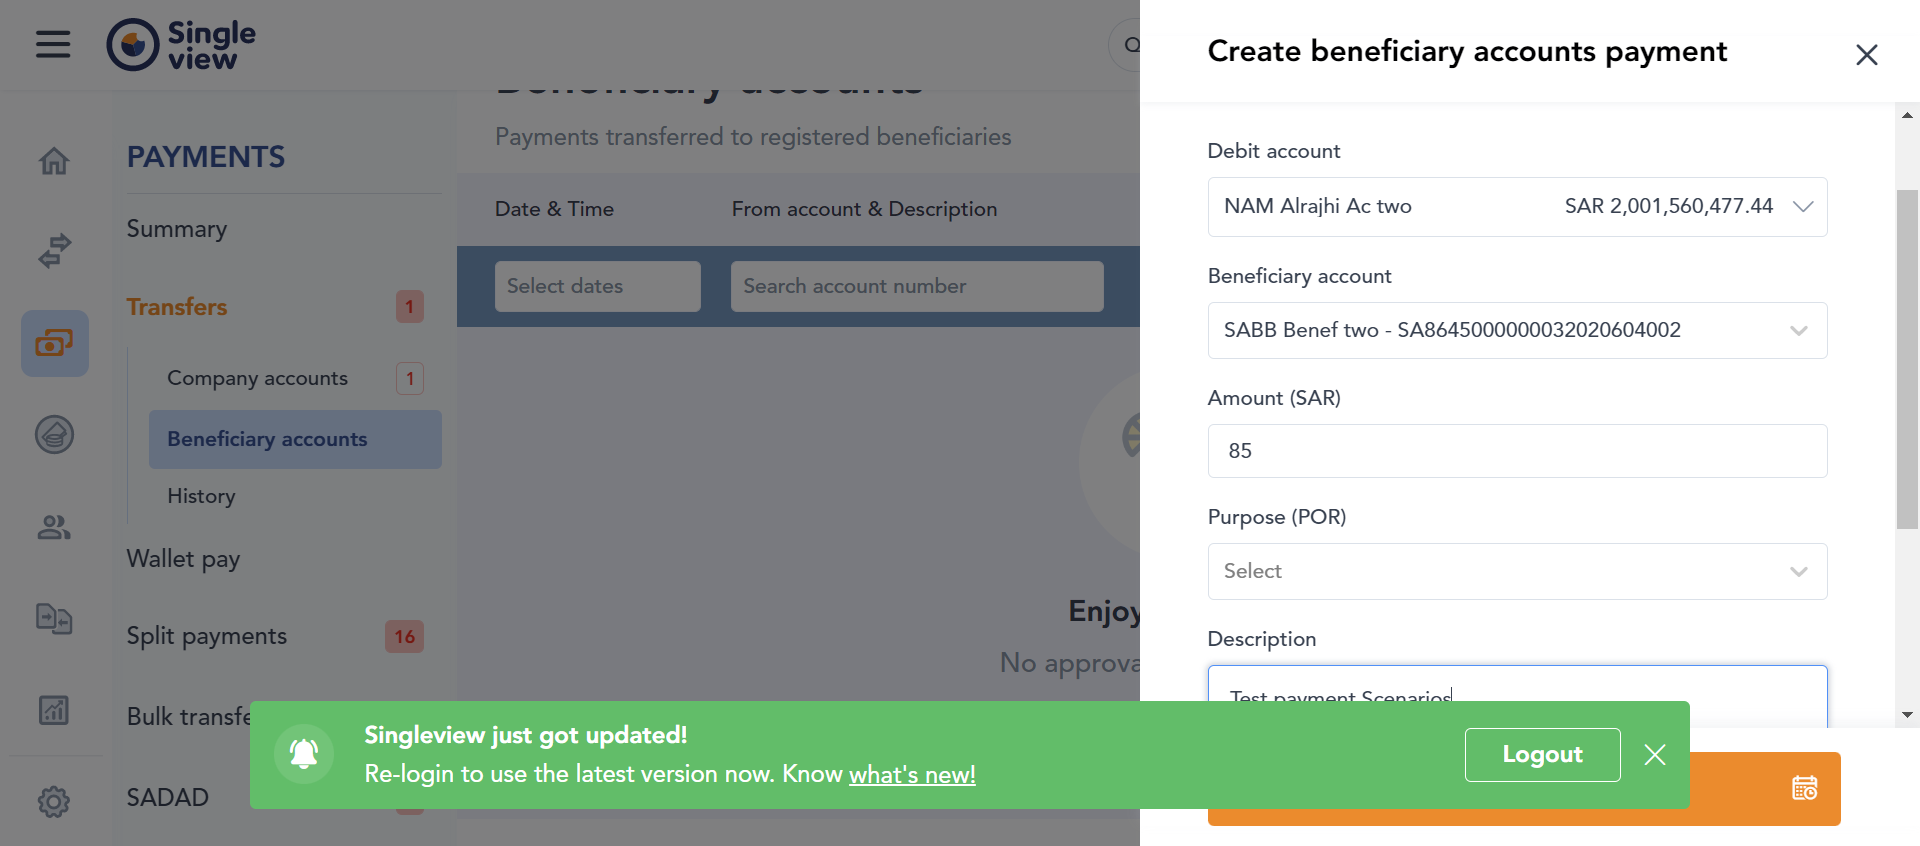 Single
view
Beneficiary accounts
Payments transferred to registered beneficiaries
PAYMENTS
Summary
Transfers 1
Company accounts 1
Beneficiary accounts
History
Wallet pay
Split payments 16
Bulk transfe
SADAD
Date & Time From account & Description
Select dates Search account number
Enjoy
No approva
Create beneficiary accounts payment
Debit account
NAM Alrajhi Ac two SAR 2,001,560,477.44
Beneficiary account
SABB Benef two - SA8645000000032020604002
Amount (SAR)
85
Purpose (POR)
Select
Description
Test payment Scenarios
Singleview just got updated!
Re-login to use the latest version now. Know what's new!
Logout